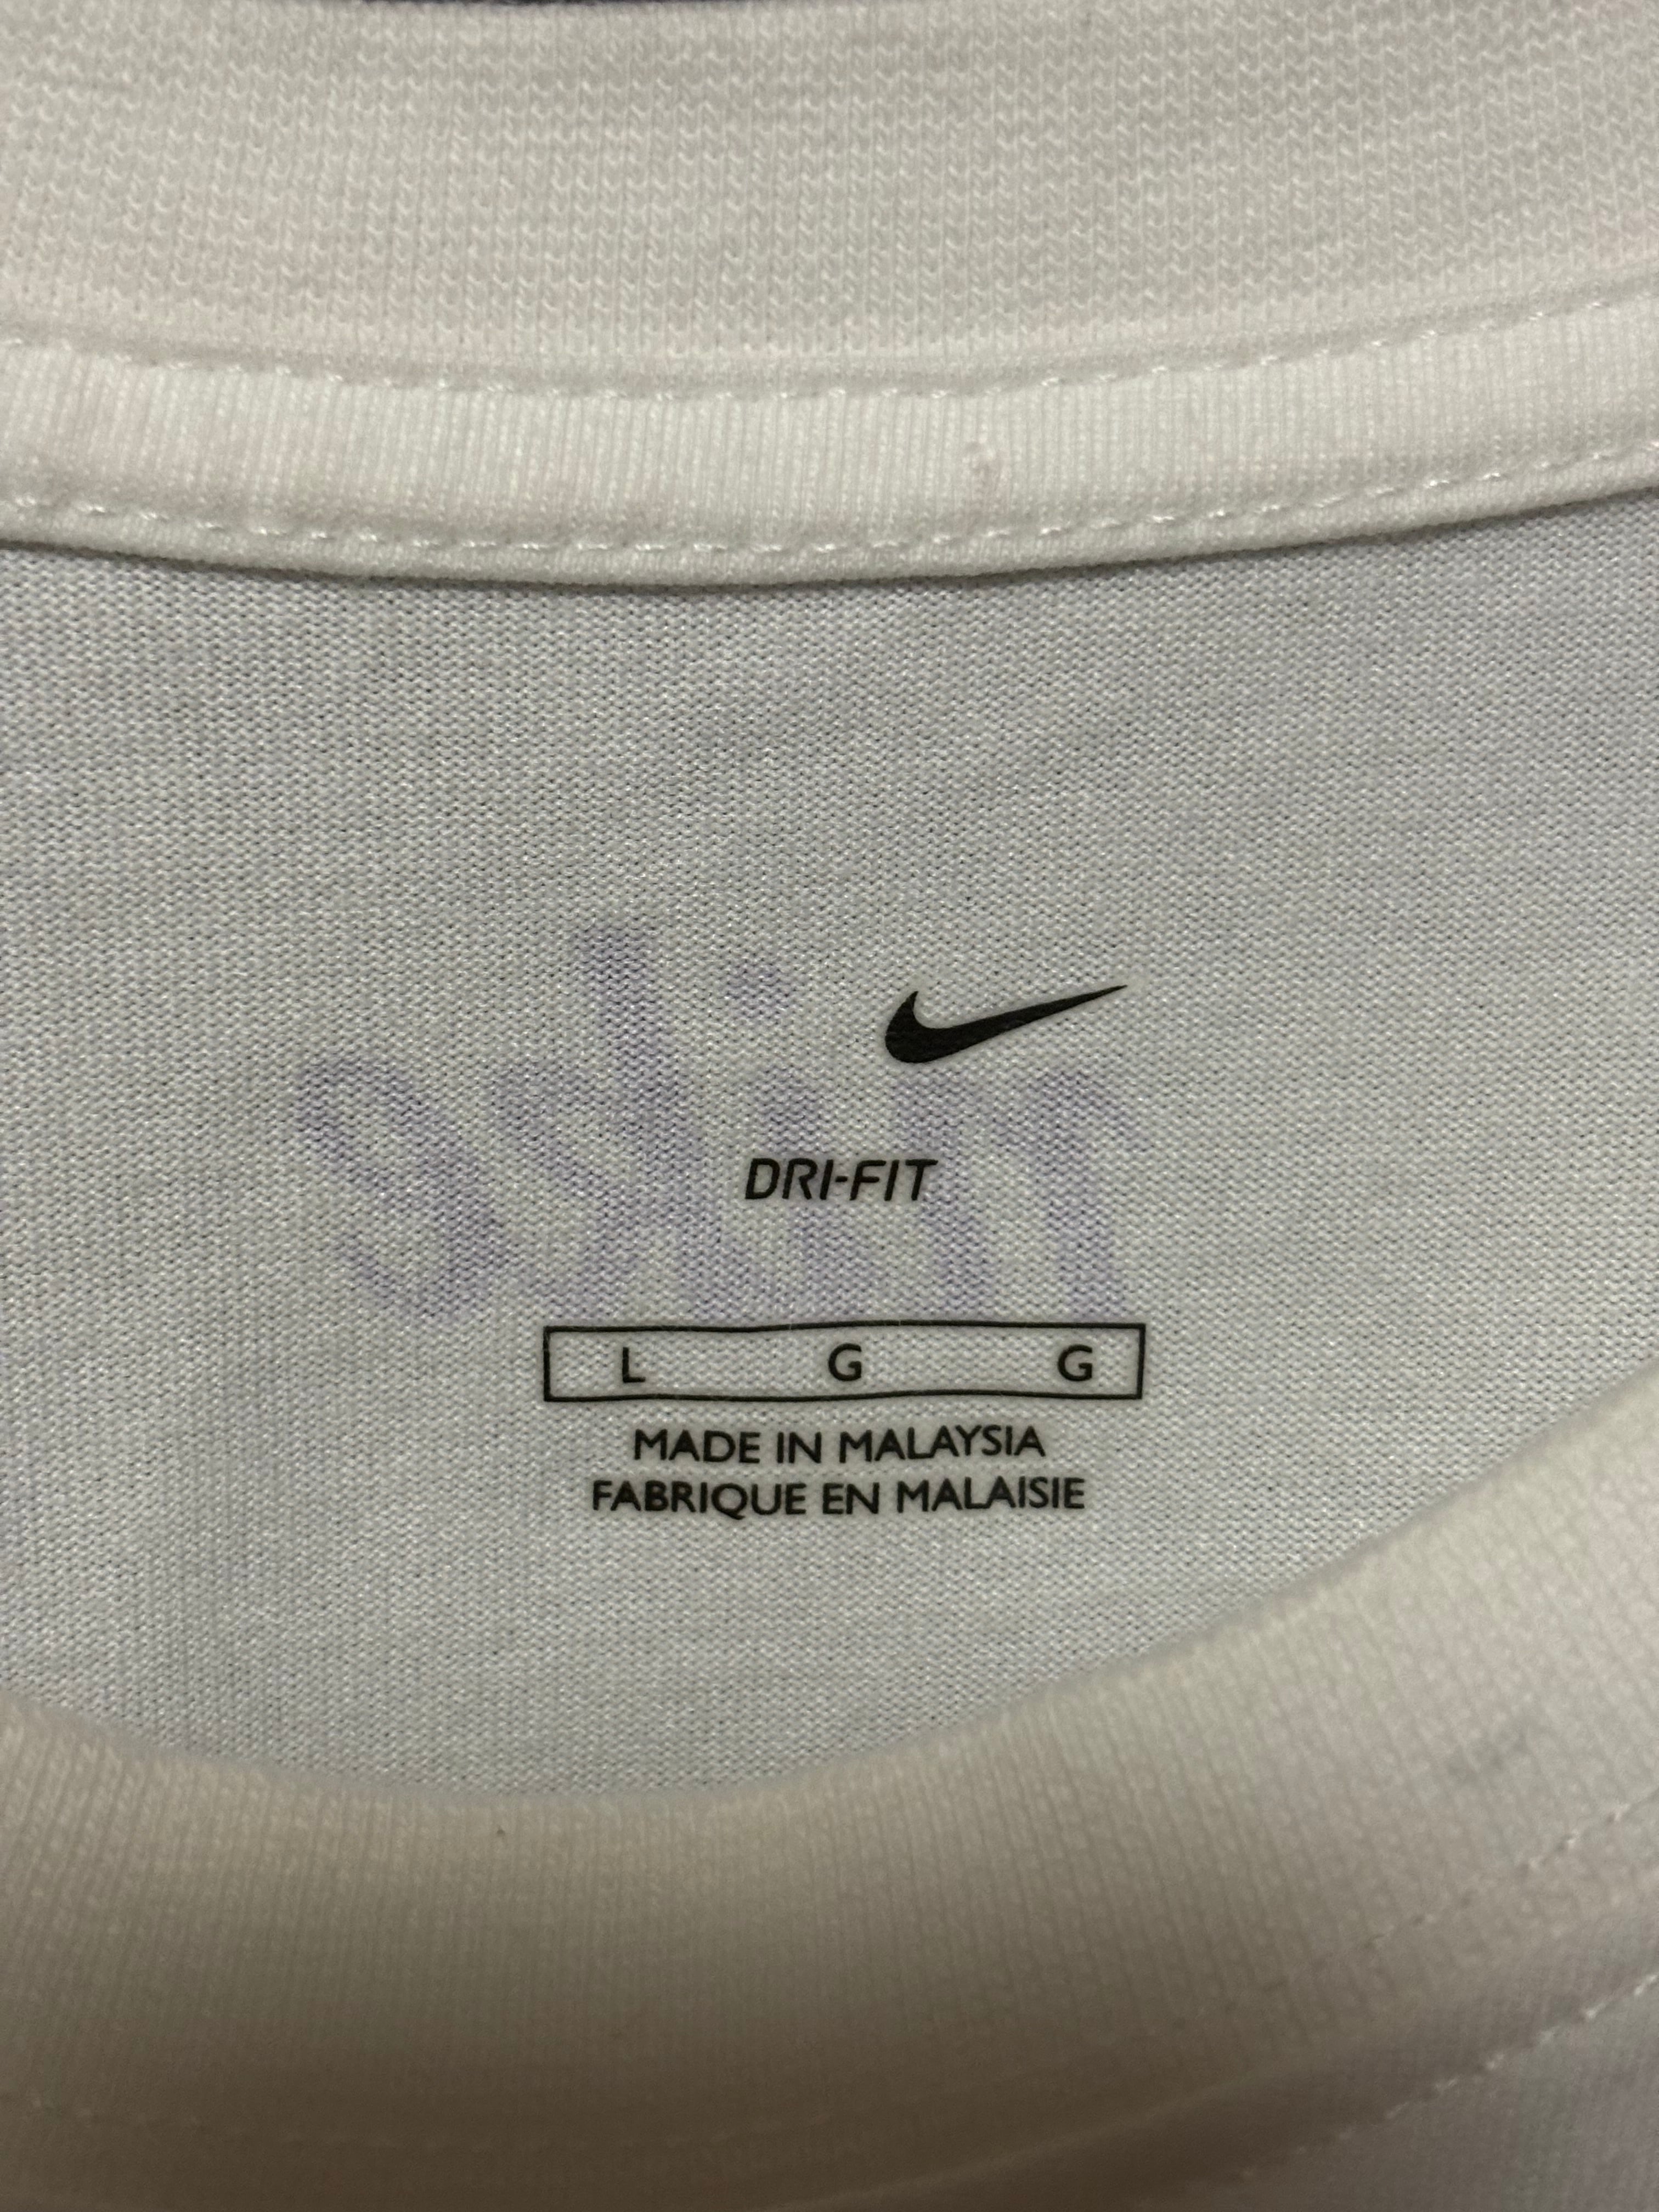 DRI-FIT
L G G
MADE IN MALAYSIA
FABRIQUE EN MALAISIE